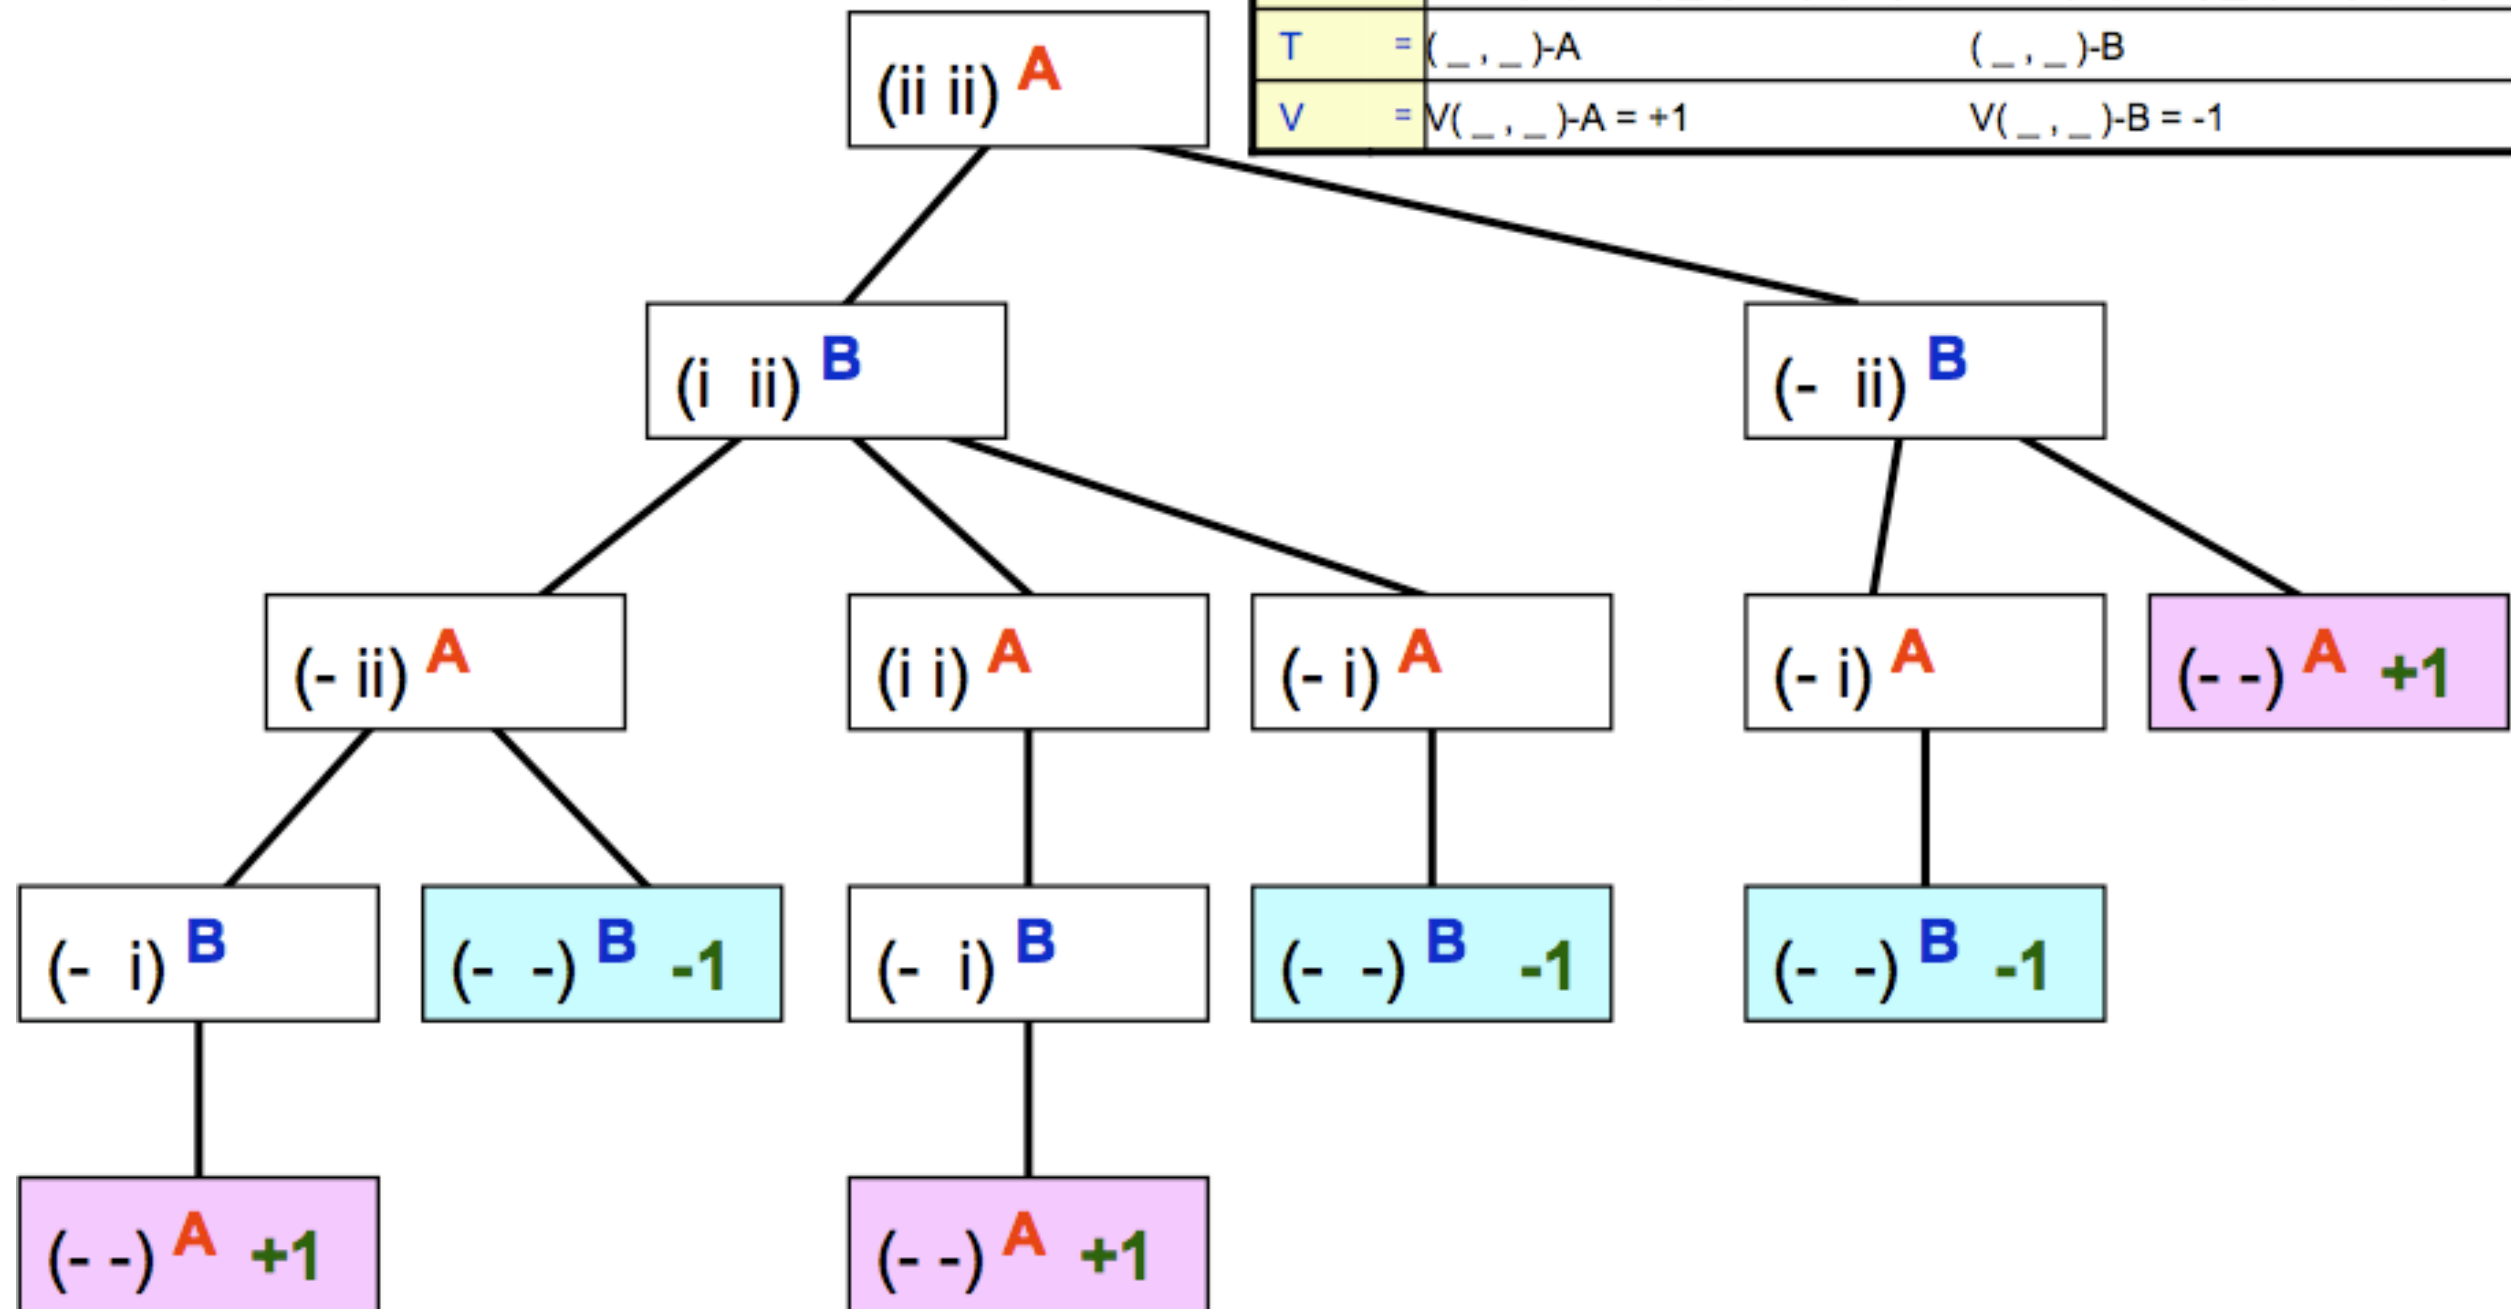 (ii ii) A
T = ( _ , _ )-A ( _ , _ )-B
V = V( _ , _ )-A = +1 V( _ , _ )-B = -1
(i ii) B
(- ii) B
(- ii) A
(i i) A
(- i) A
(- i) A
(- -) A +1
(- i) B
(- -) B -1
(- i) B
(- -) B -1
(- -) B -1
(- -) A +1
(- -) A +1